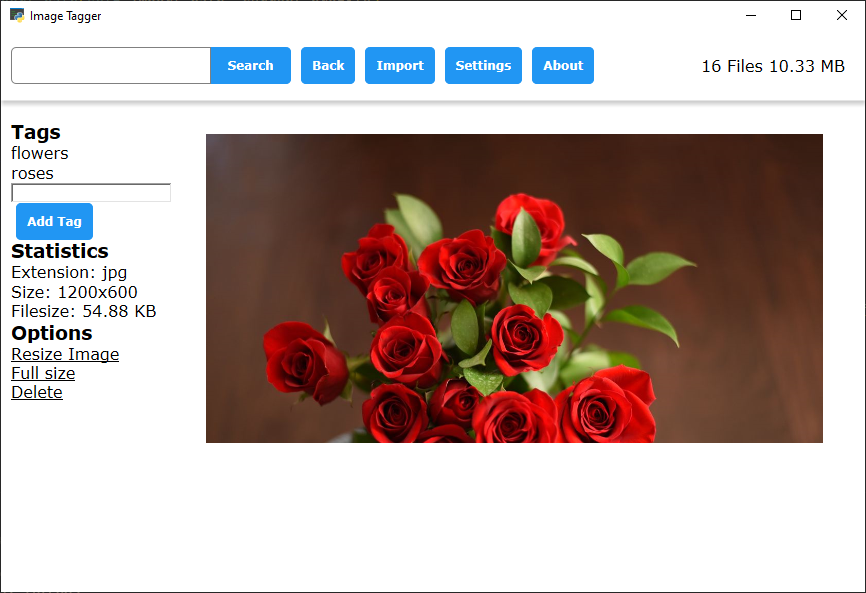 Image Tagger
Search Back Import Settings About 16 Files 10.33 MB
Tags
flowers
roses
Add Tag
Statistics
Extension: jpg
Size: 1200x600
Filesize: 54.88 KB
Options
Resize Image
Full size
Delete